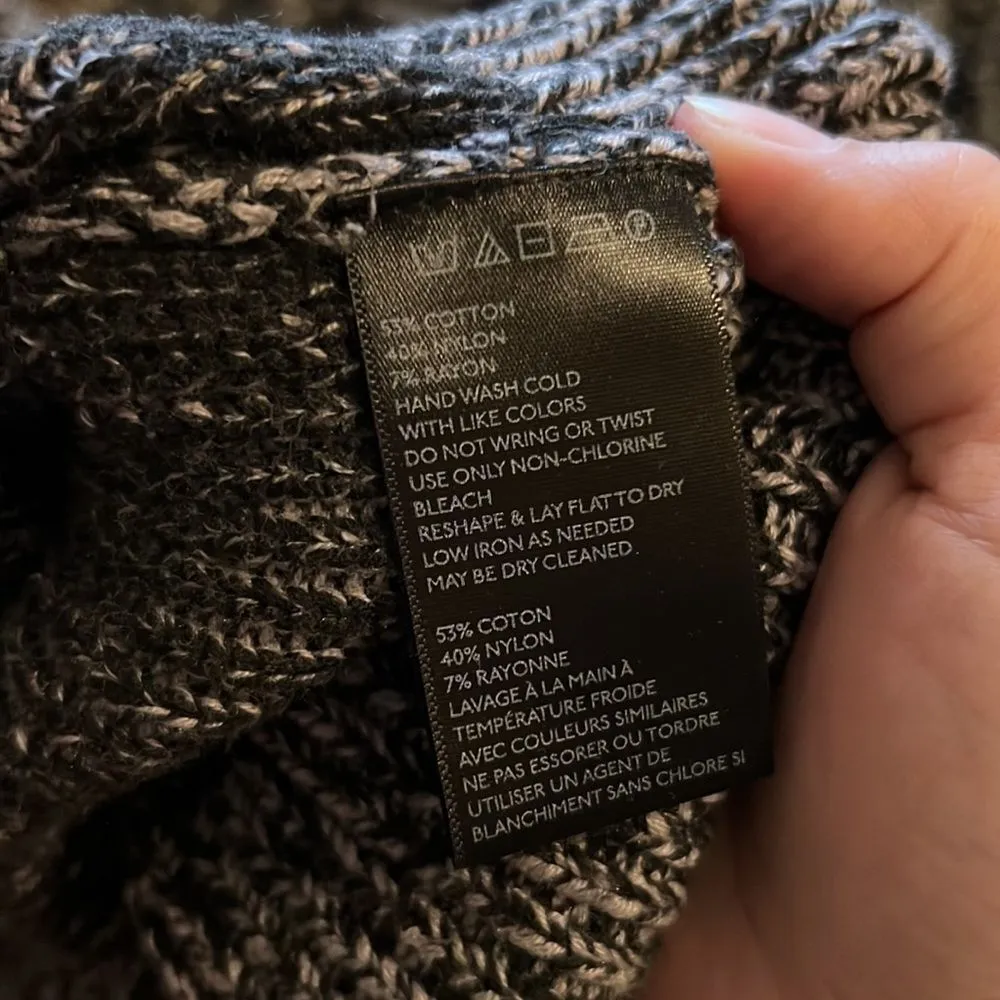 53% COTTON
40% NYLON
7% RAYON
HAND WASH COLD
WITH LIKE COLORS
DO NOT WRING OR TWIST
USE ONLY NON-CHLORINE
BLEACH
RESHAPE & LAY FLAT TO DRY
LOW IRON AS NEEDED
MAY BE DRY CLEANED.
53% COTON
40% NYLON
7% RAYONNE
LAVAGE À LA MAIN À
TEMPÉRATURE FROIDE
AVEC COULEURS SIMILAIRES
NE PAS ESSORER OU TORDRE
UTILISER UN AGENT DE
BLANCHIMENT SANS CHLORE SI